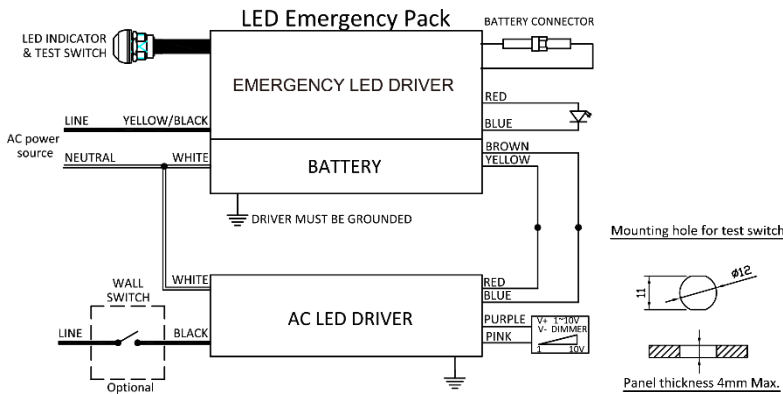 LED Emergency Pack
BATTERY CONNECTOR
LED INDICATOR
& TEST SWITCH
EMERGENCY LED DRIVER
RED
BLUE
LINE YELLOW/BLACK
AC power
source
NEUTRAL WHITE
BATTERY
BROWN
YELLOW
DRIVER MUST BE GROUNDED
Mounting hole for test switch
11
Ø12
Panel thickness 4mm Max.
WHITE
WALL
SWITCH
LINE
BLACK
Optional
AC LED DRIVER
RED
BLUE
PURPLE
PINK
V+ 1~10V
V- DIMMER
1 10V